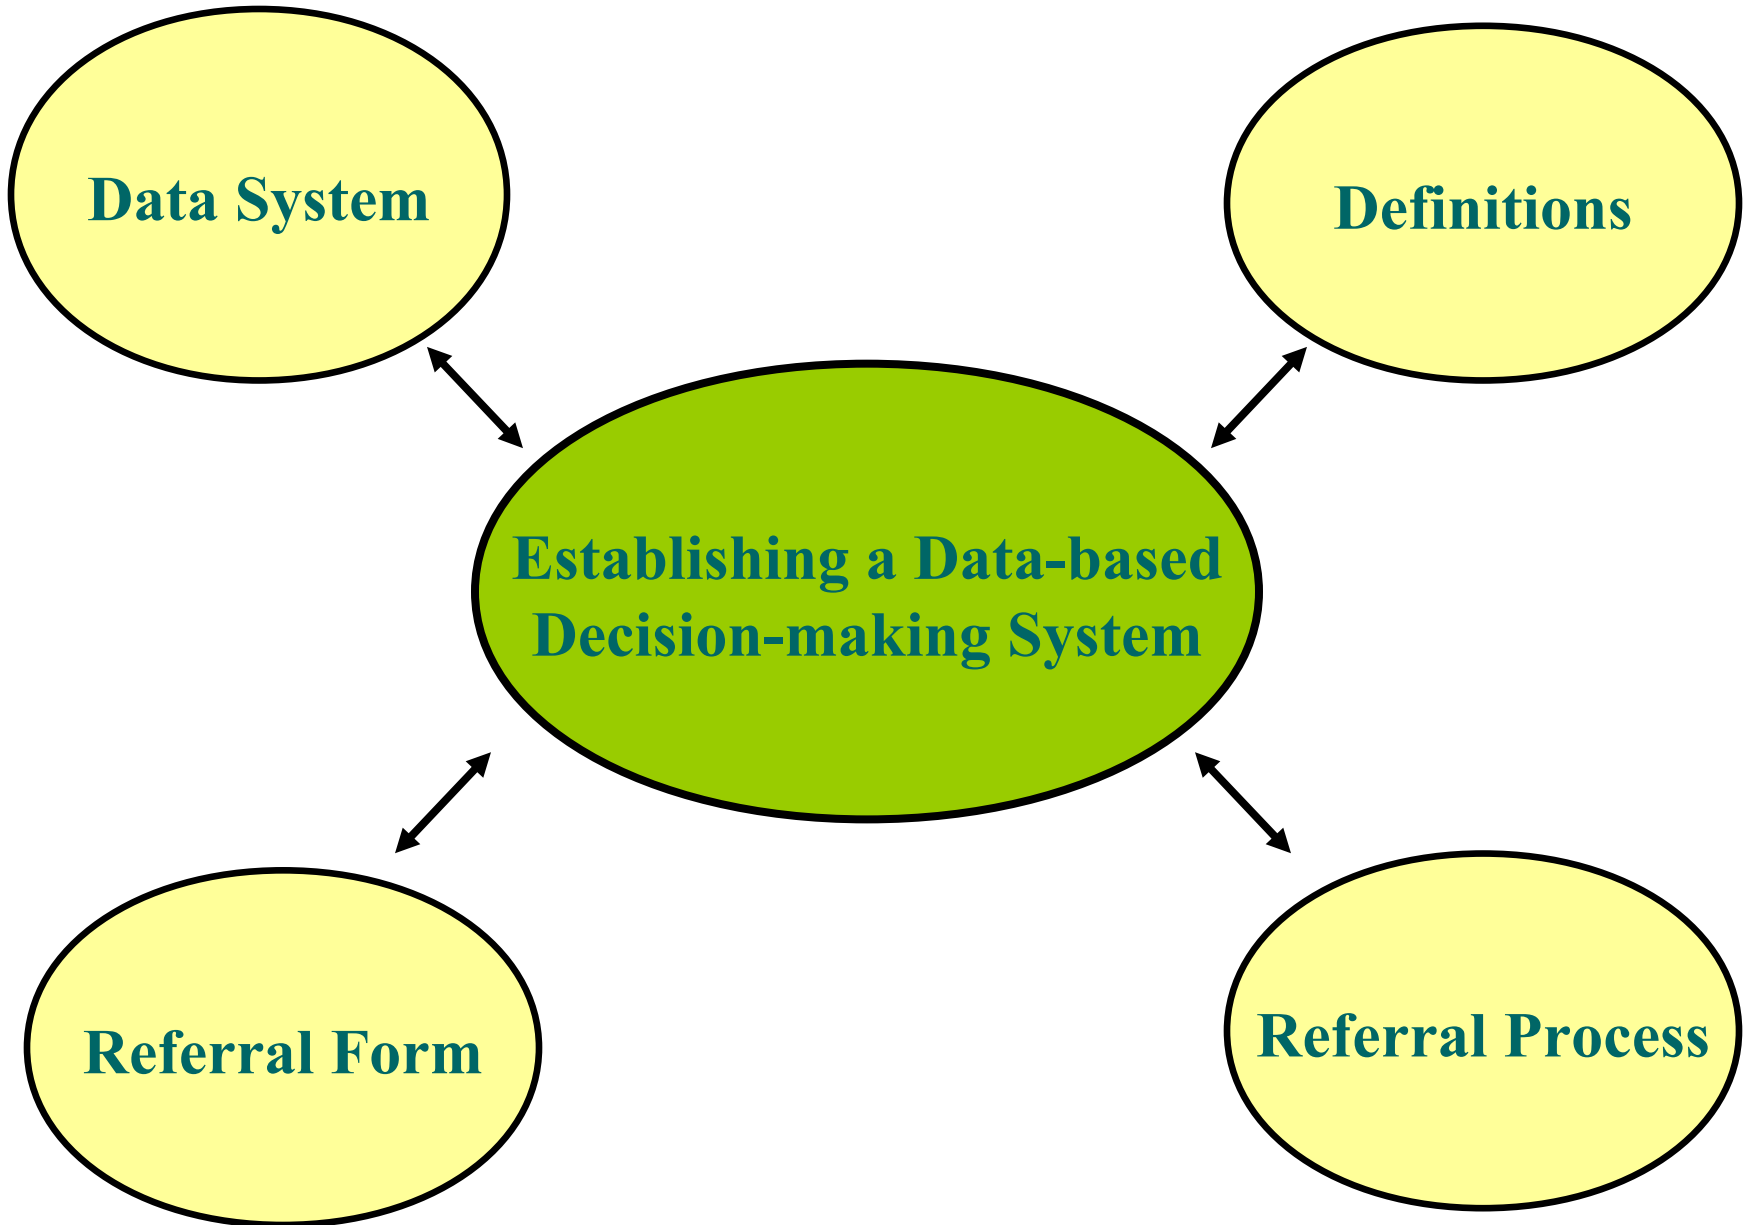 Data System
Definitions
Establishing a Data-based
Decision-making System
Referral Form
Referral Process